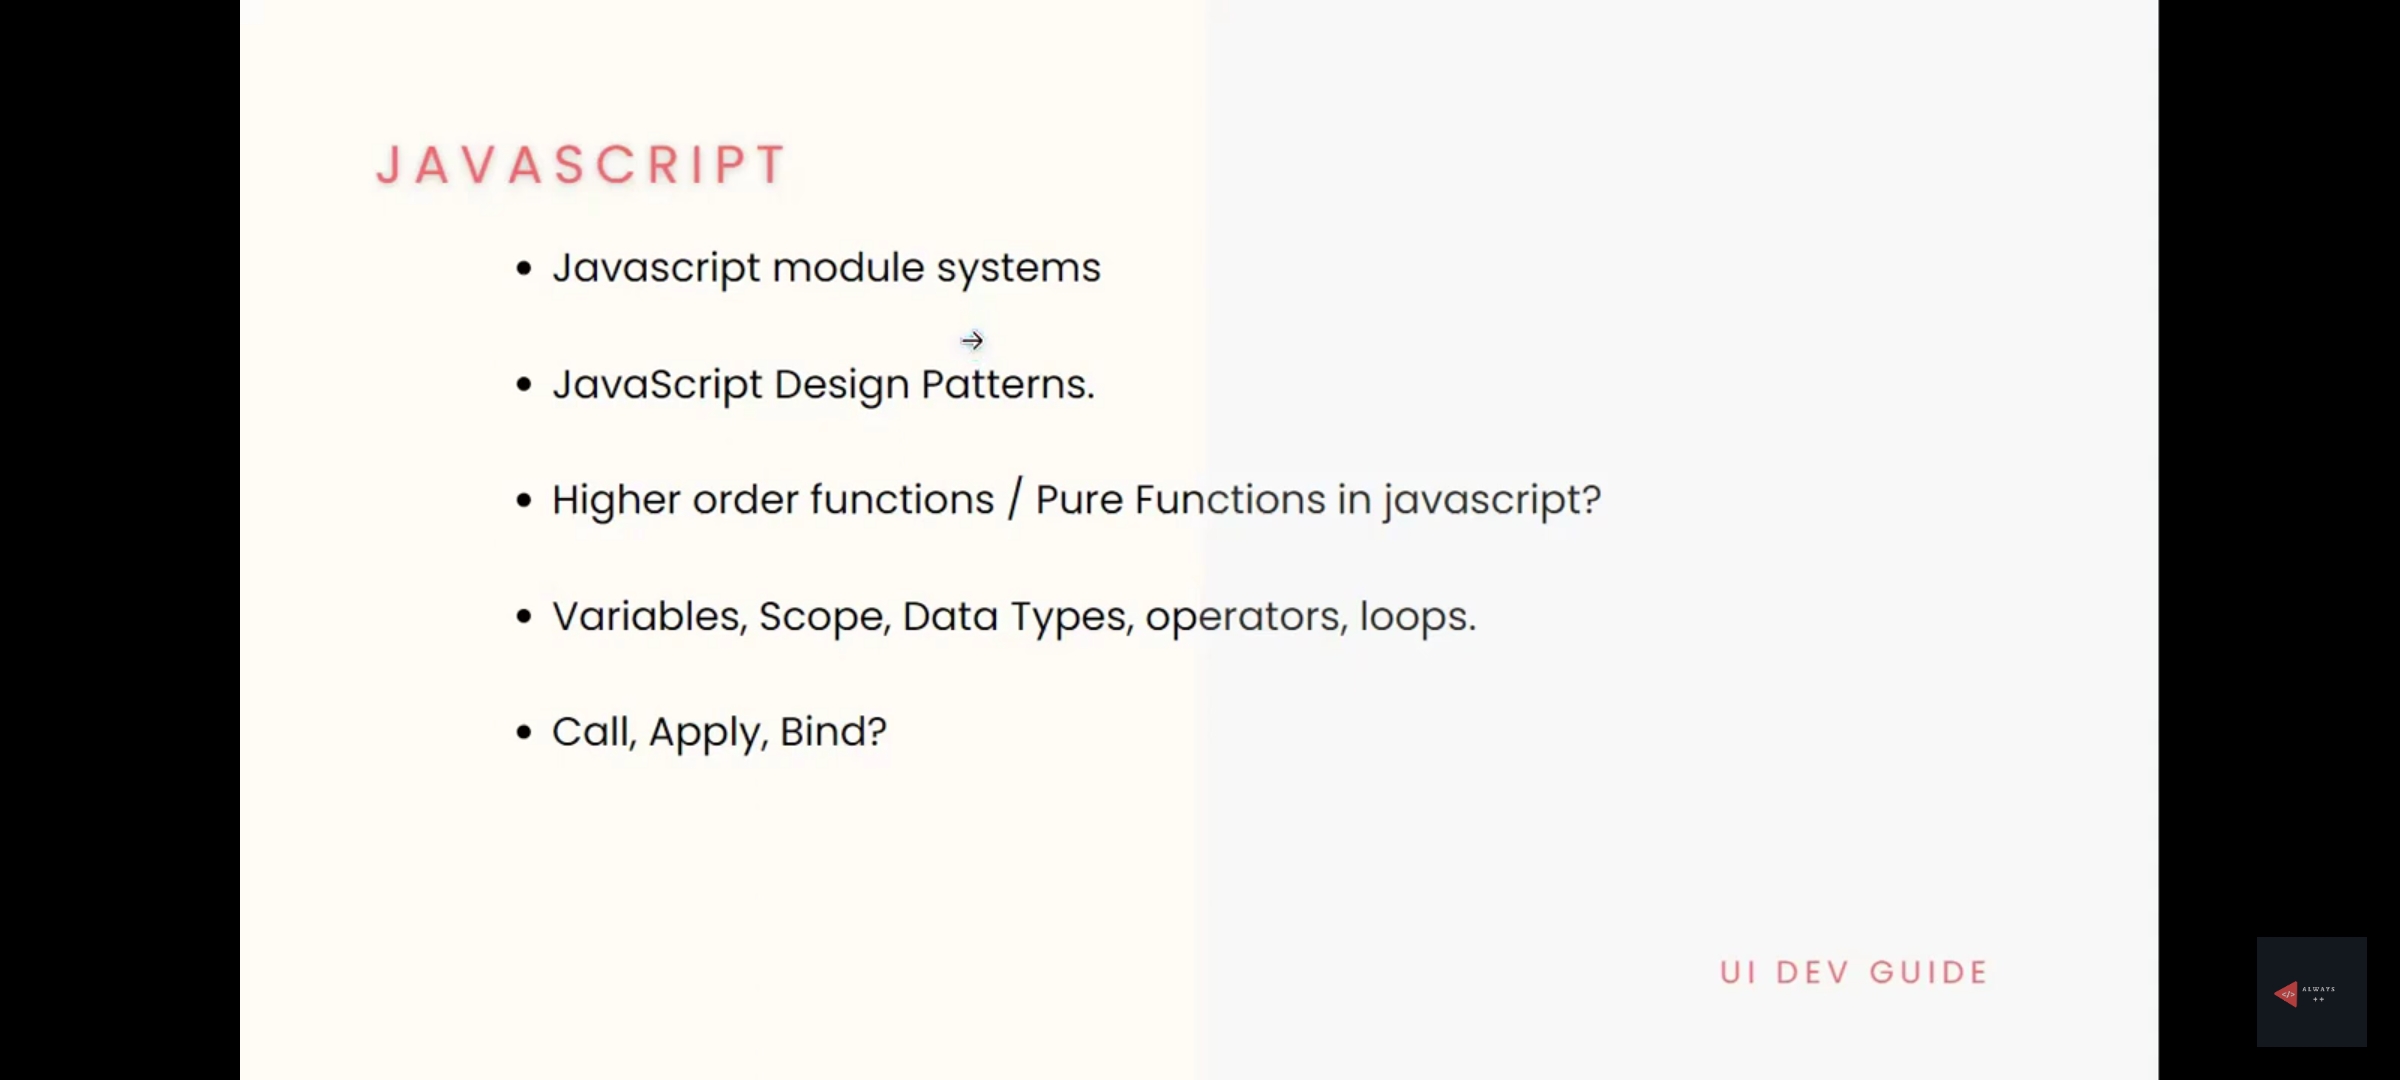 JAVASCRIPT
• Javascript module systems
• JavaScript Design Patterns.
• Higher order functions / Pure Functions in javascript?
• Variables, Scope, Data Types, operators, loops.
• Call, Apply, Bind?
UI DEV GUIDE
</> ALWAYS
++